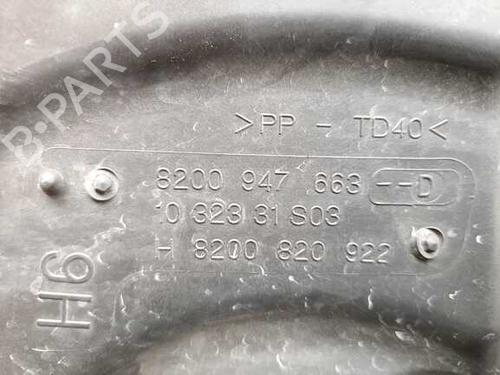 B-PARTS
>PP - TD40<
8200 947 663 --D
10 323 31 S03
H 8200 820 922
H6